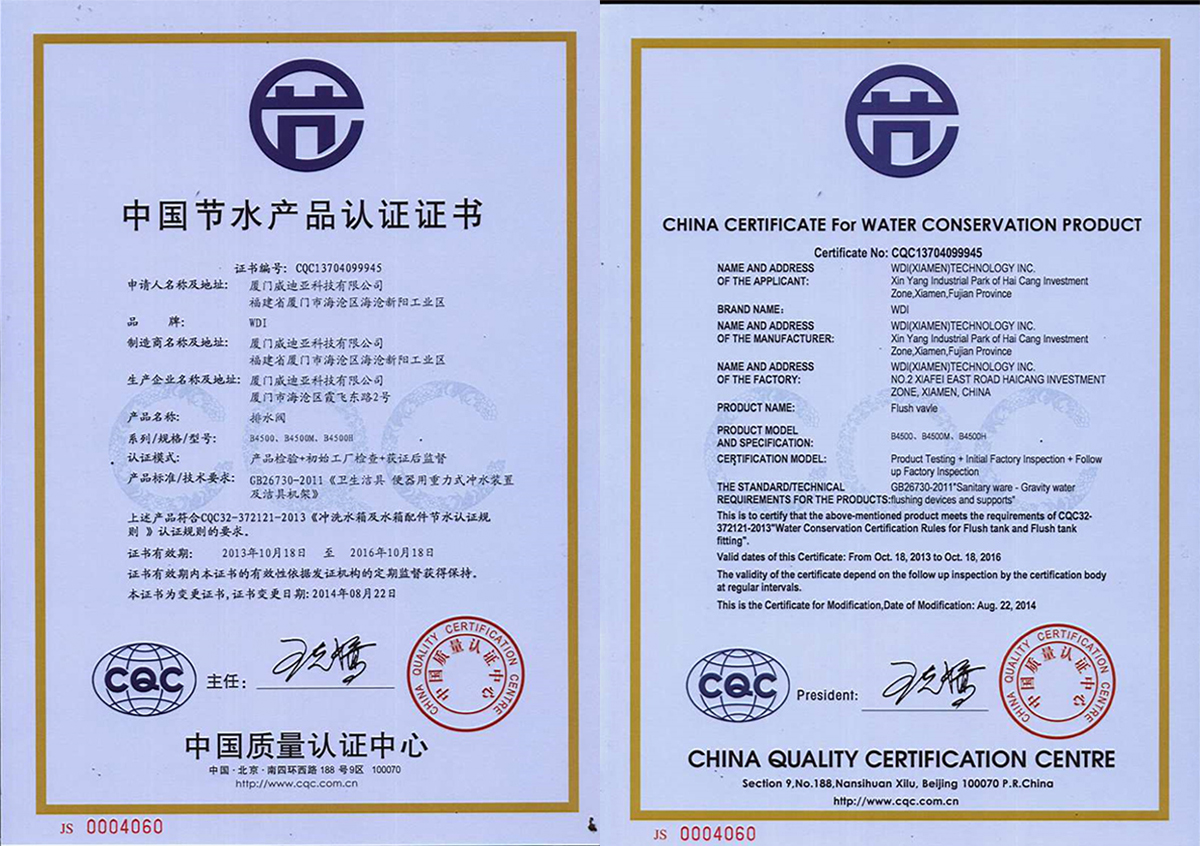 中国节水产品认证证书
证书编号: CQC13704099945
申请人名称及地址: 厦门威迪亚科技有限公司
福建省厦门市海沧区海沧新阳工业区
品 牌: WDI
制造商名称及地址: 厦门威迪亚科技有限公司
福建省厦门市海沧区海沧新阳工业区
生产企业名称及地址: 厦门威迪亚科技有限公司
厦门市海沧区霞飞东路2号
产品名称: 排水阀
系列/规格/型号: B4500、B4500M、B4500H
认证模式: 产品检验+初始工厂检查+获证后监督
产品标准/技术要求: GB26730-2011《卫生洁具 便器用重力式冲水装置
及洁具机架》
上述产品符合CQC32-372121-2013《冲洗水箱及水箱配件节水认证规
则 》认证规则的要求。
证书有效期: 2013年10月18日 至 2016年10月18日
证书有效期内本证书的有效性依据发证机构的定期监督获得保持。
本证书为变更证书,证书变更日期:2014年08月22日
CQC
主任:
CHINA QUALITY CERTIFICATION CENTRE
中国质量认证中心
中国质量认证中心
中国·北京·南四环西路 188 号9区 100070
http://www.cqc.com.cn
JS 0004060
CQC
CHINA CERTIFICATE For WATER CONSERVATION PRODUCT
Certificate No: CQC13704099945
NAME AND ADDRESS WDI(XIAMEN)TECHNOLOGY INC.
OF THE APPLICANT: Xin Yang Industrial Park of Hai Cang Investment
Zone,Xiamen,Fujian Province
BRAND NAME: WDI
NAME AND ADDRESS WDI(XIAMEN)TECHNOLOGY INC.
OF THE MANUFACTURER: Xin Yang Industrial Park of Hai Cang Investment
Zone,Xiamen,Fujian Province
NAME AND ADDRESS WDI(XIAMEN)TECHNOLOGY INC.
OF THE FACTORY: NO.2 XIAFEI EAST ROAD HAICANG INVESTMENT
ZONE, XIAMEN, CHINA
PRODUCT NAME: Flush vavle
PRODUCT MODEL
AND SPECIFICATION: B4500、B4500M、B4500H
CERTIFICATION MODEL: Product Testing + Initial Factory Inspection + Follow
up Factory Inspection
THE STANDARD/TECHNICAL GB26730-2011"Sanitary ware - Gravity water
REQUIREMENTS FOR THE PRODUCTS:flushing devices and supports"
This is to certify that the above-mentioned product meets the requirements of CQC32-
372121-2013"Water Conservation Certification Rules for Flush tank and Flush tank
fitting".
Valid dates of this Certificate: From Oct. 18, 2013 to Oct. 18, 2016
The validity of the certificate depend on the follow up inspection by the certification body
at regular intervals.
This is the Certificate for Modification,Date of Modification: Aug. 22, 2014
CQC
President:
CHINA QUALITY CERTIFICATION CENTRE
中国质量认证中心
CHINA QUALITY CERTIFICATION CENTRE
Section 9,No.188,Nansihuan Xilu, Beijing 100070 P.R.China
http://www.cqc.com.cn
JS 0004060
CQC